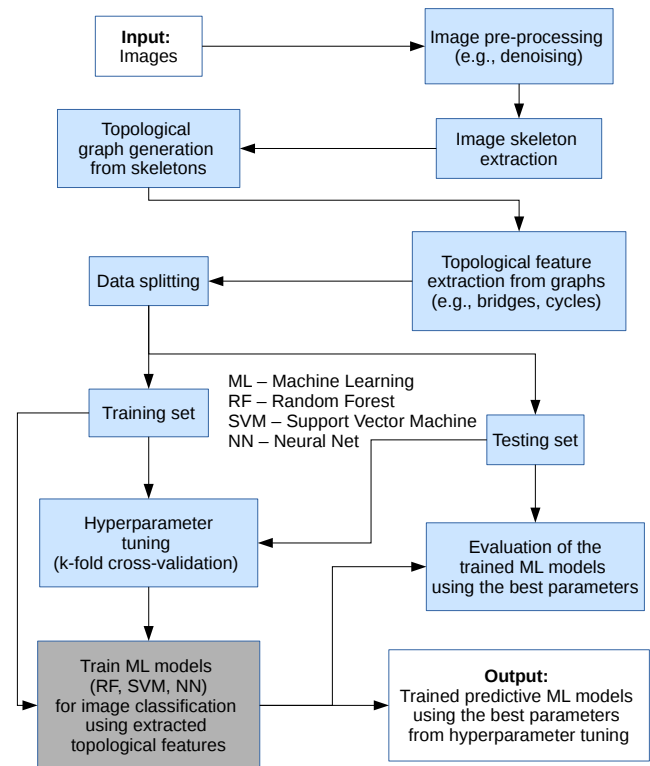 Input:
Images
Image pre-processing
(e.g., denoising)
Topological
graph generation
from skeletons
Image skeleton
extraction
Topological feature
extraction from graphs
(e.g., bridges, cycles)
Data splitting
ML – Machine Learning
RF – Random Forest
SVM – Support Vector Machine
NN – Neural Net
Training set
Testing set
Hyperparameter
tuning
(k-fold cross-validation)
Evaluation of the
trained ML models
using the best parameters
Train ML models
(RF, SVM, NN)
for image classification
using extracted
topological features
Output:
Trained predictive ML models
using the best parameters
from hyperparameter tuning